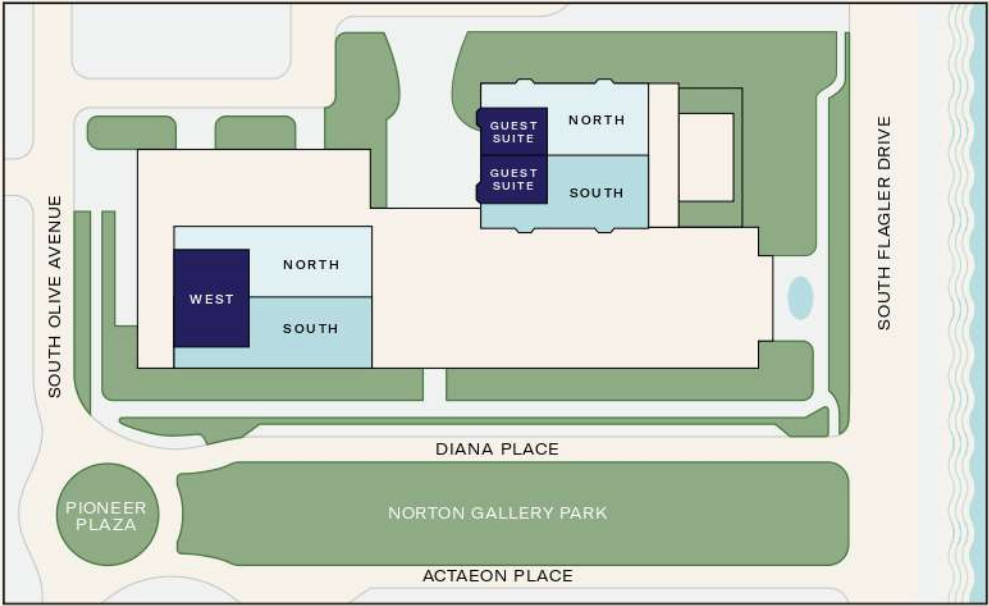 GUEST
SUITE
NORTH
GUEST
SUITE
SOUTH
NORTH
WEST
SOUTH
SOUTH OLIVE AVENUE
SOUTH FLAGLER DRIVE
DIANA PLACE
PIONEER
PLAZA
NORTON GALLERY PARK
ACTAEON PLACE